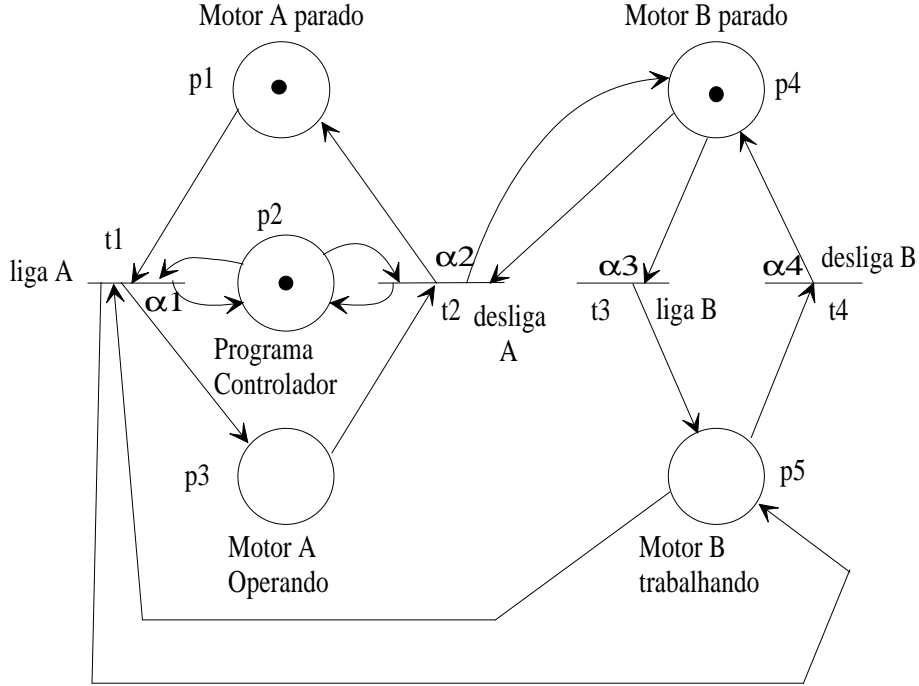 Motor A parado
Motor B parado
p1
p4
p2
t1
α2
liga A
α1
α3
α4
desliga B
t2
desliga
A
t3
liga B
t4
Programa
Controlador
p3
p5
Motor A
Operando
Motor B
trabalhando